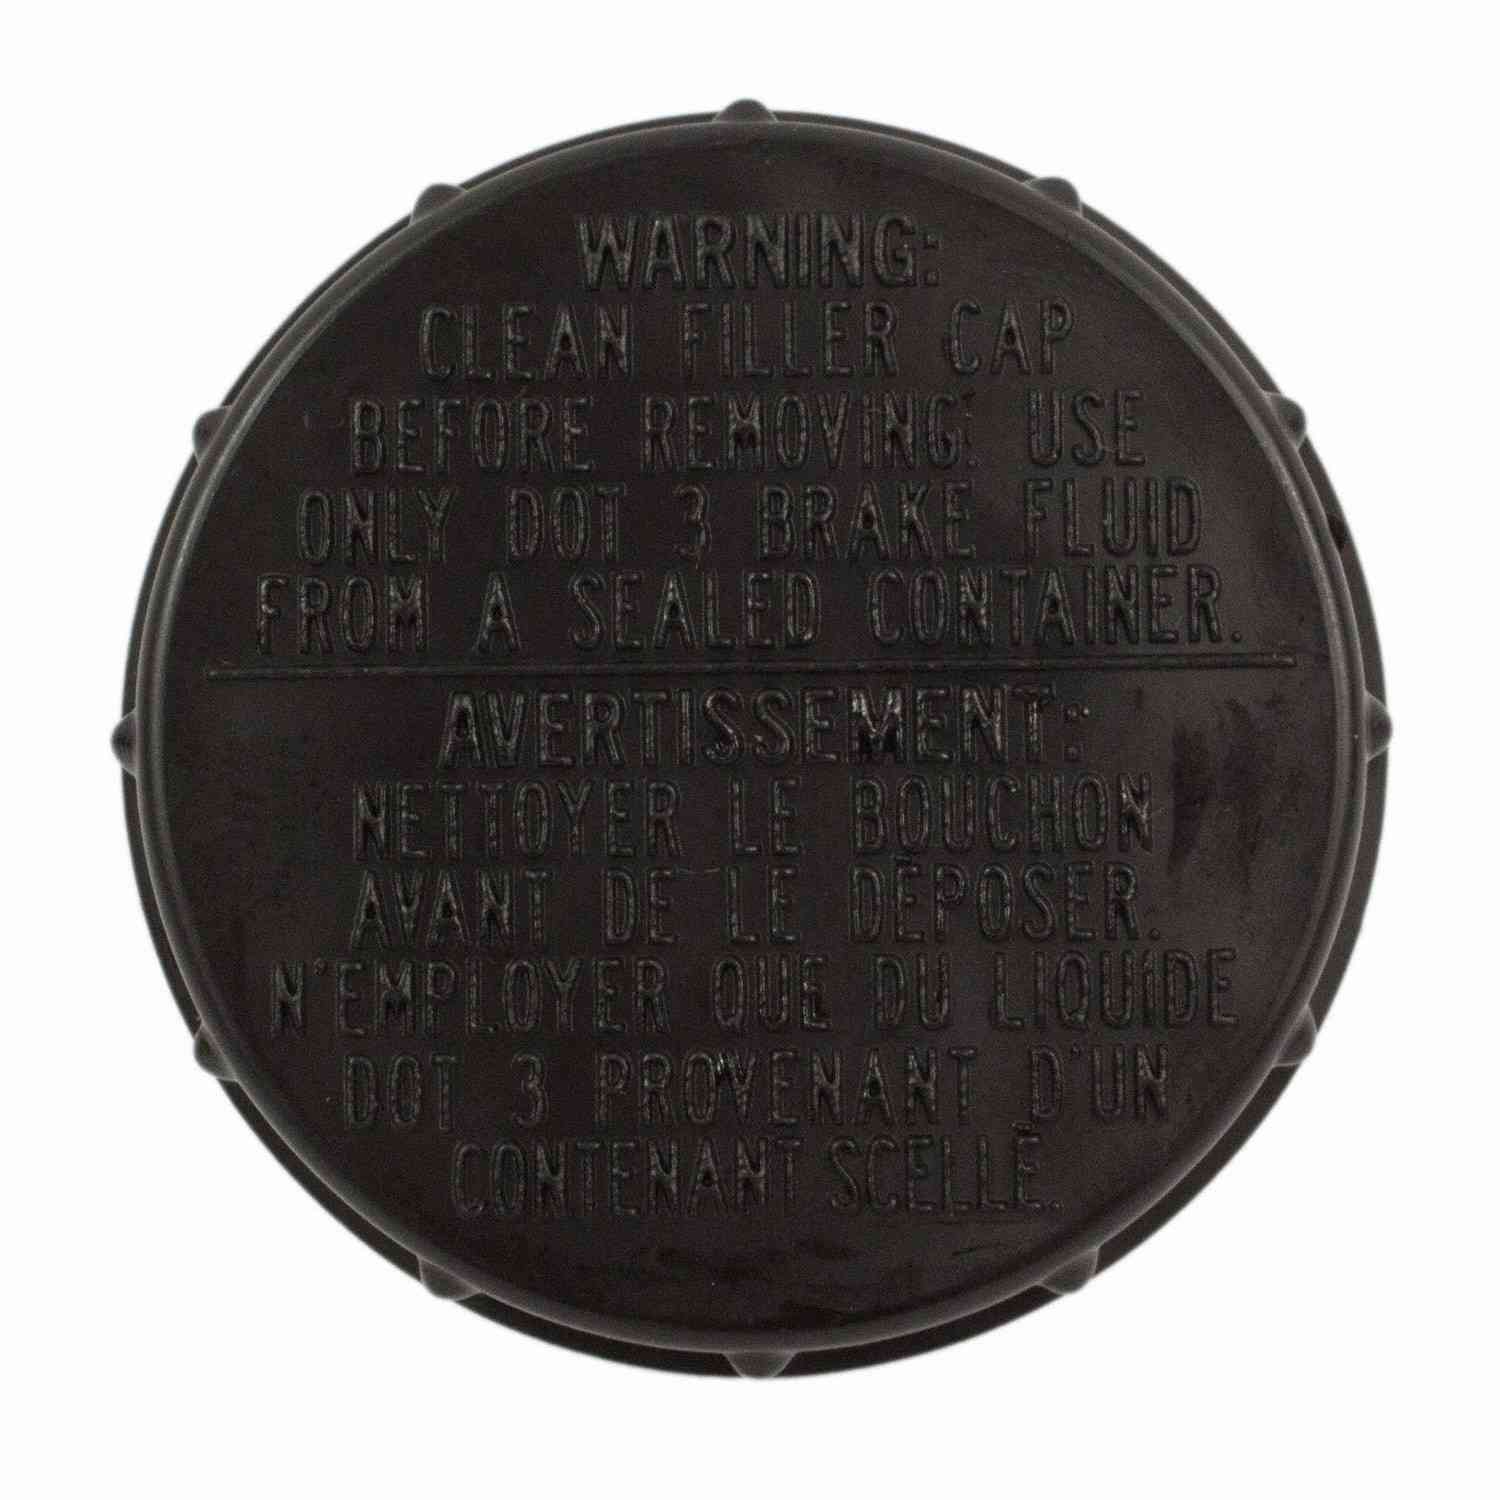 WARNING:
CLEAN FILLER CAP
BEFORE REMOVING. USE
ONLY DOT 3 BRAKE FLUID
FROM A SEALED CONTAINER.
AVERTISSEMENT:
NETTOYER LE BOUCHON
AVANT DE LE DÉPOSER.
N'EMPLOYER QUE DU LIQUIDE
DOT 3 PROVENANT D'UN
CONTENANT SCELLÉ.